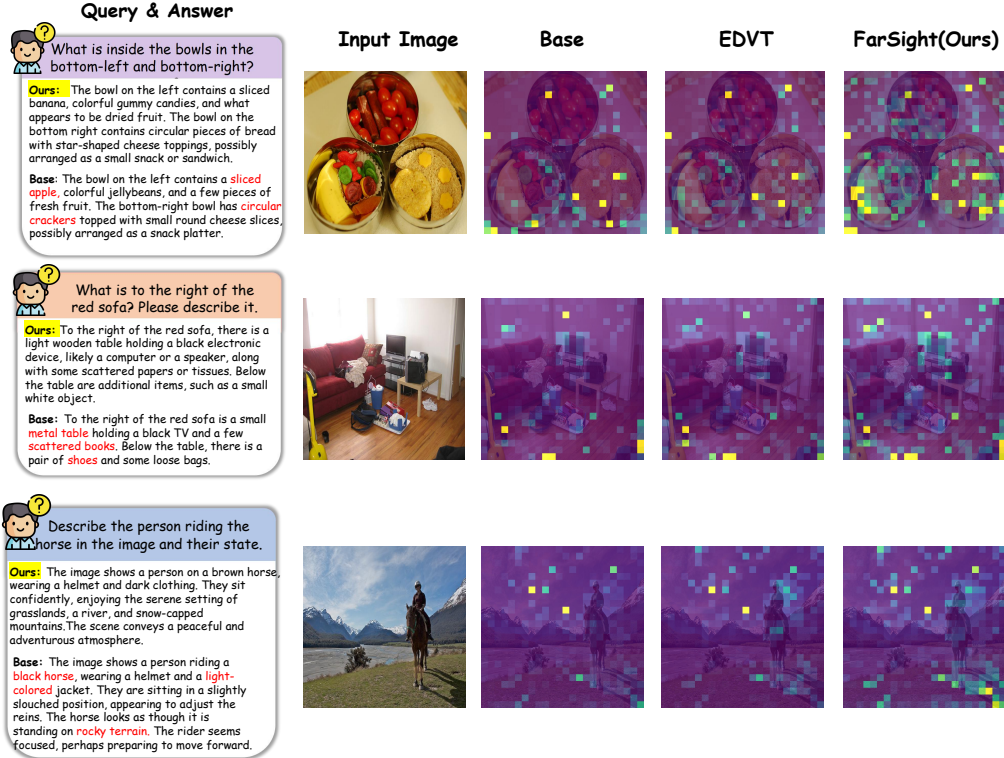 Query & Answer
Input Image
Base
EDVT
FarSight(Ours)
?
What is inside the bowls in the
bottom-left and bottom-right?
Ours: The bowl on the left contains a sliced
banana, colorful gummy candies, and what
appears to be dried fruit. The bowl on the
bottom right contains circular pieces of bread
with star-shaped cheese toppings, possibly
arranged as a small snack or sandwich.
Base: The bowl on the left contains a sliced
apple, colorful jellybeans, and a few pieces of
fresh fruit. The bottom-right bowl has circular
crackers topped with small round cheese slices,
possibly arranged as a snack platter.
?
What is to the right of the
red sofa? Please describe it.
Ours: To the right of the red sofa, there is a
light wooden table holding a black electronic
device, likely a computer or a speaker, along
with some scattered papers or tissues. Below
the table are additional items, such as a small
white object.
Base: To the right of the red sofa is a small
metal table holding a black TV and a few
scattered books. Below the table, there is a
pair of shoes and some loose bags.
?
Describe the person riding the
horse in the image and their state.
Ours: The image shows a person on a brown horse,
wearing a helmet and dark clothing. They sit
confidently, enjoying the serene setting of
grasslands, a river, and snow-capped
mountains.The scene conveys a peaceful and
adventurous atmosphere.
Base: The image shows a person riding a
black horse, wearing a helmet and a light-
colored jacket. They are sitting in a slightly
slouched position, appearing to adjust the
reins. The horse looks as though it is
standing on rocky terrain. The rider seems
focused, perhaps preparing to move forward.